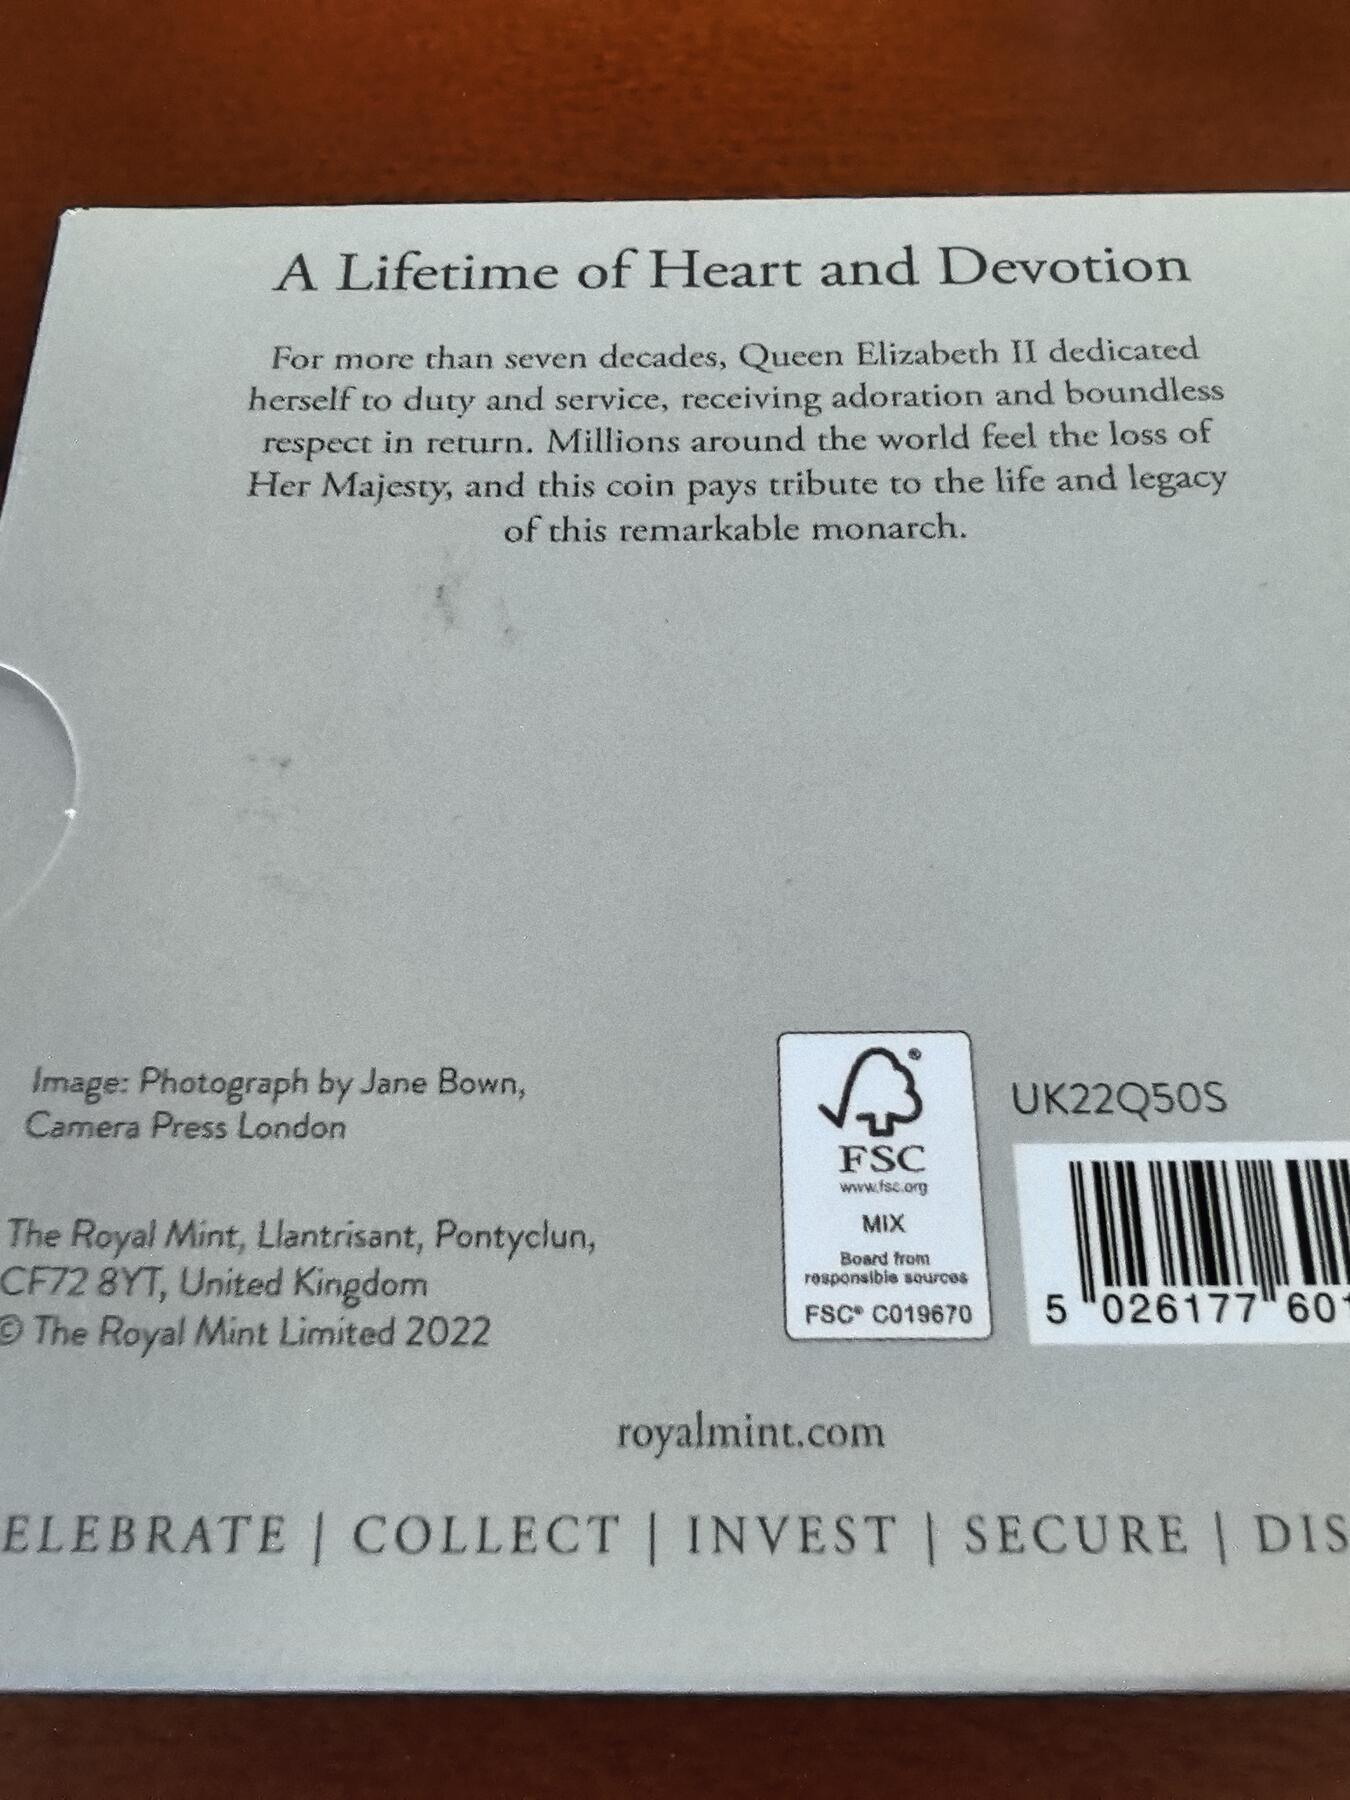 A Lifetime of Heart and Devotion
For more than seven decades, Queen Elizabeth II dedicated
herself to duty and service, receiving adoration and boundless
respect in return. Millions around the world feel the loss of
Her Majesty, and this coin pays tribute to the life and legacy
of this remarkable monarch.
Image: Photograph by Jane Bown,
Camera Press London
The Royal Mint, Llantrisant, Pontyclun,
CF72 8YT, United Kingdom
© The Royal Mint Limited 2022
®
FSC
www.fsc.org
MIX
Board from
responsible sources
FSC® C019670
UK22Q50S
5 026177 601
royalmint.com
ELEBRATE | COLLECT | INVEST | SECURE | DIS